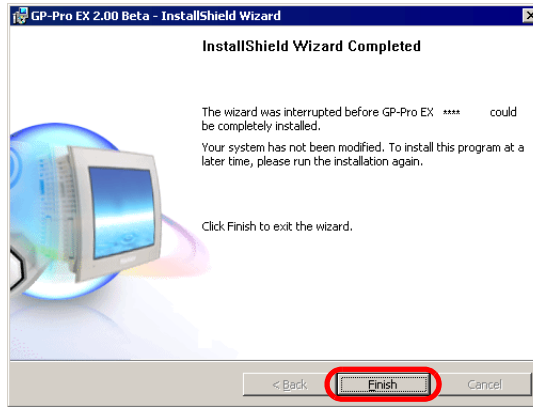 GP-Pro EX 2.00 Beta - InstallShield Wizard
InstallShield Wizard Completed
The wizard was interrupted before GP-Pro EX **** could
be completely installed.
Your system has not been modified. To install this program at a
later time, please run the installation again.
Click Finish to exit the wizard.
< Back Finish Cancel